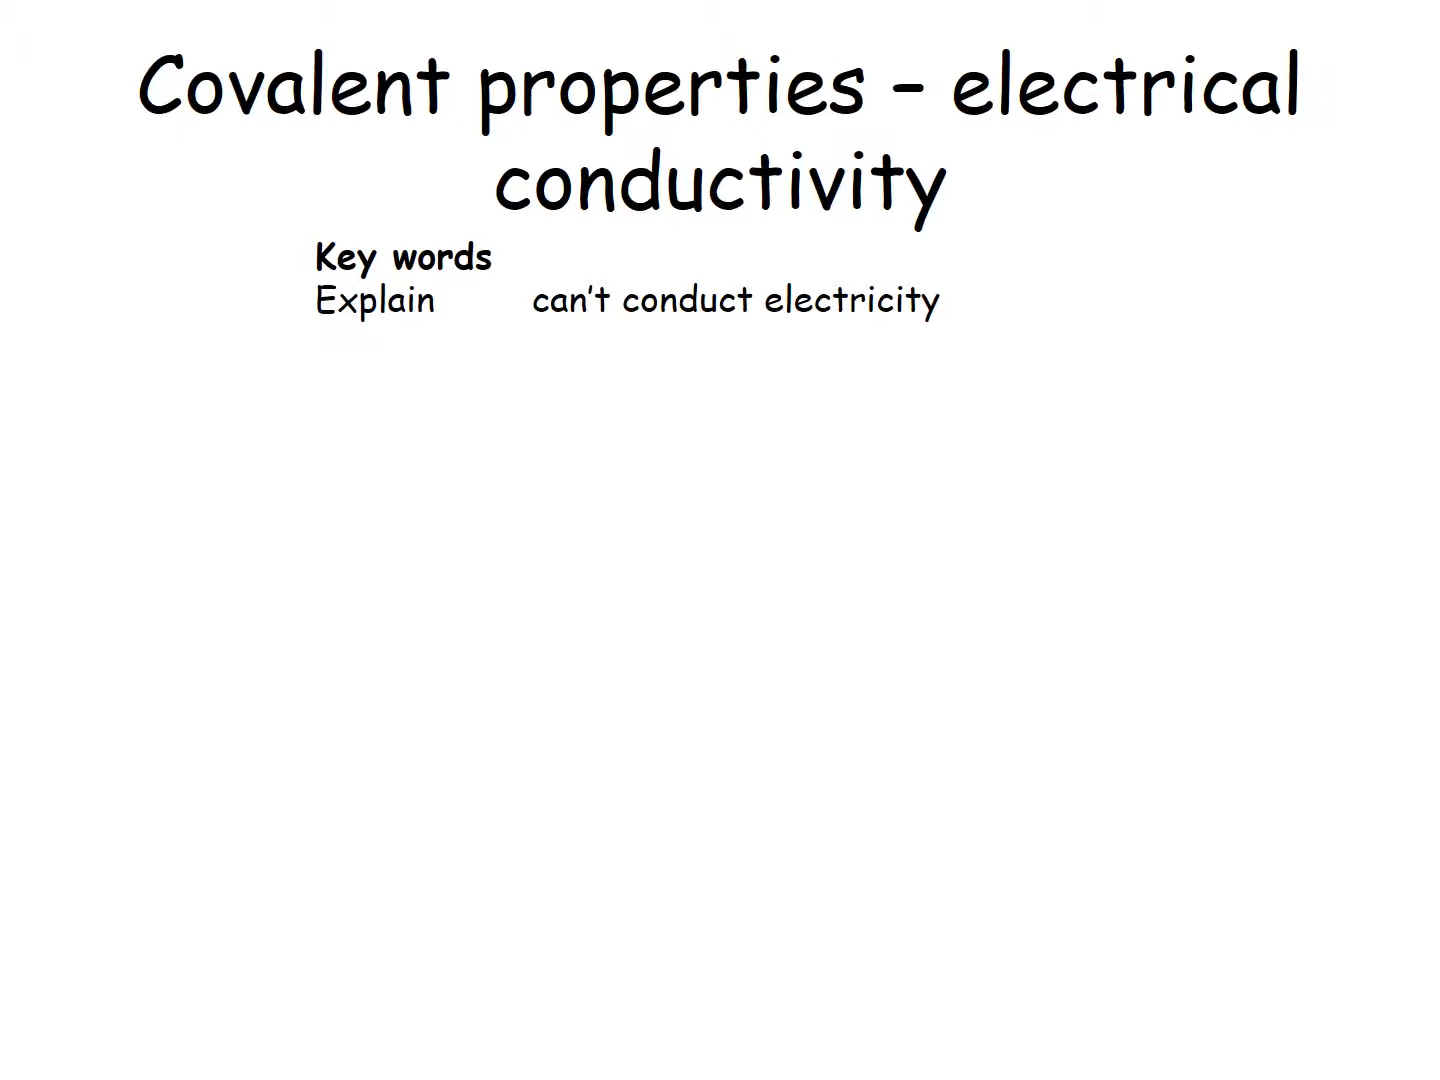 Covalent properties – electrical
conductivity
Key words
Explain can’t conduct electricity